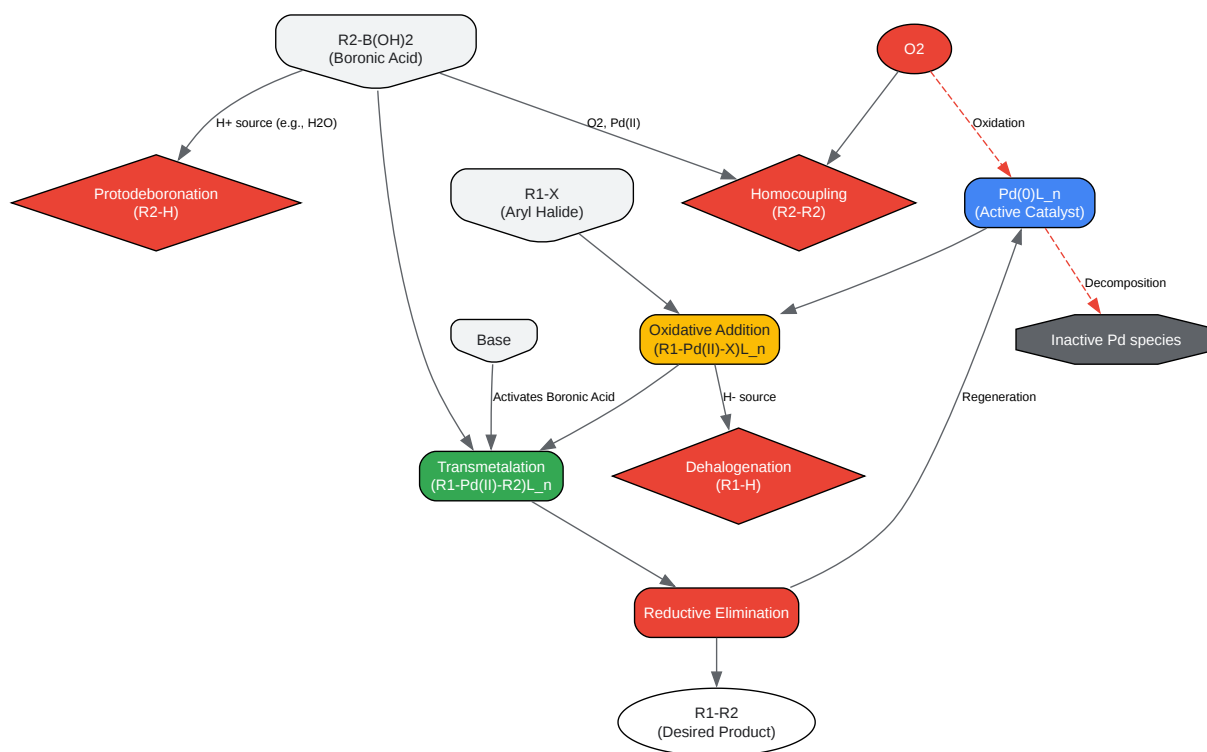 R2-B(OH)2
(Boronic Acid)
O2
H+ source (e.g., H2O)
O2, Pd(II)
Oxidation
Protodeboronation
(R2-H)
R1-X
(Aryl Halide)
Homocoupling
(R2-R2)
Pd(0)L_n
(Active Catalyst)
Decomposition
Base
Oxidative Addition
(R1-Pd(II)-X)L_n
Inactive Pd species
Activates Boronic Acid
H- source
Regeneration
Transmetalation
(R1-Pd(II)-R2)L_n
Dehalogenation
(R1-H)
Reductive Elimination
R1-R2
(Desired Product)